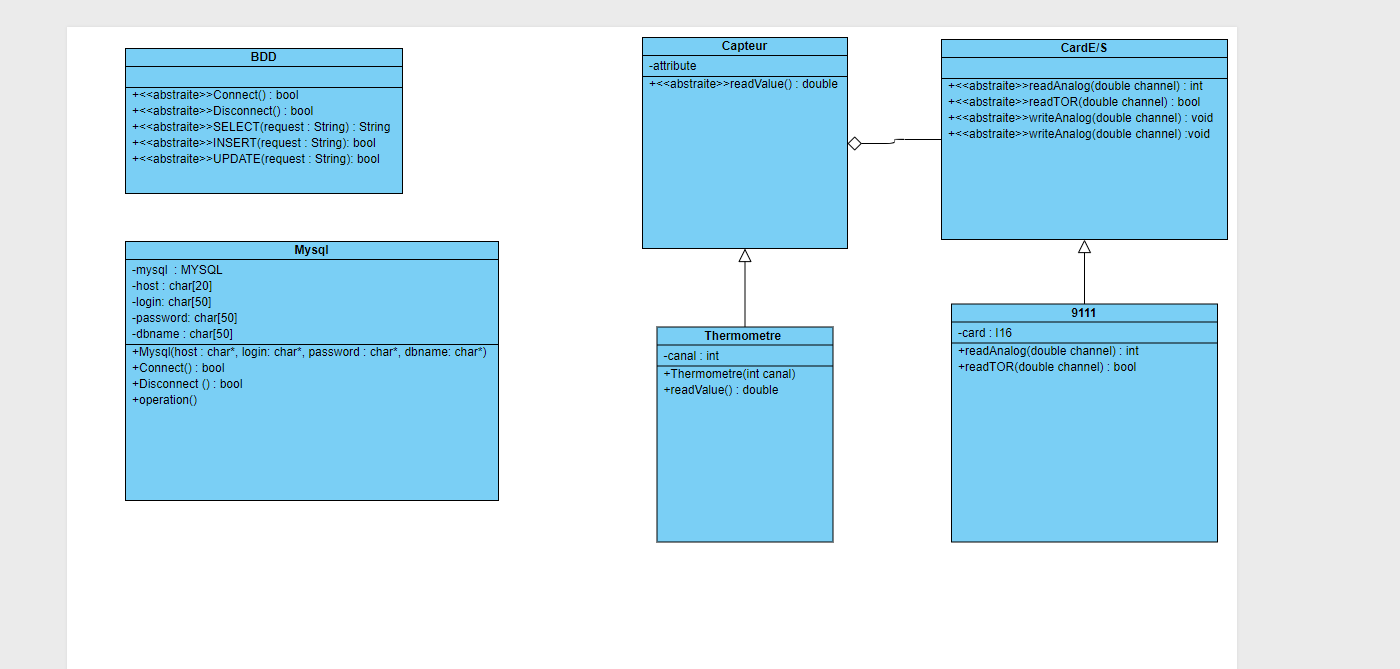 BDD
+<<abstraite>>Connect() : bool
+<<abstraite>>Disconnect() : bool
+<<abstraite>>SELECT(request : String) : String
+<<abstraite>>INSERT(request : String): bool
+<<abstraite>>UPDATE(request : String): bool
Mysql
-mysql : MYSQL
-host : char[20]
-login: char[50]
-password: char[50]
-dbname : char[50]
+Mysql(host : char*, login: char*, password : char*, dbname: char*)
+Connect() : bool
+Disconnect () : bool
+operation()
Capteur
-attribute
+<<abstraite>>readValue() : double
CardE/S
+<<abstraite>>readAnalog(double channel) : int
+<<abstraite>>readTOR(double channel) : bool
+<<abstraite>>writeAnalog(double channel) : void
+<<abstraite>>writeAnalog(double channel) :void
Thermometre
-canal : int
+Thermometre(int canal)
+readValue() : double
9111
-card : I16
+readAnalog(double channel) : int
+readTOR(double channel) : bool